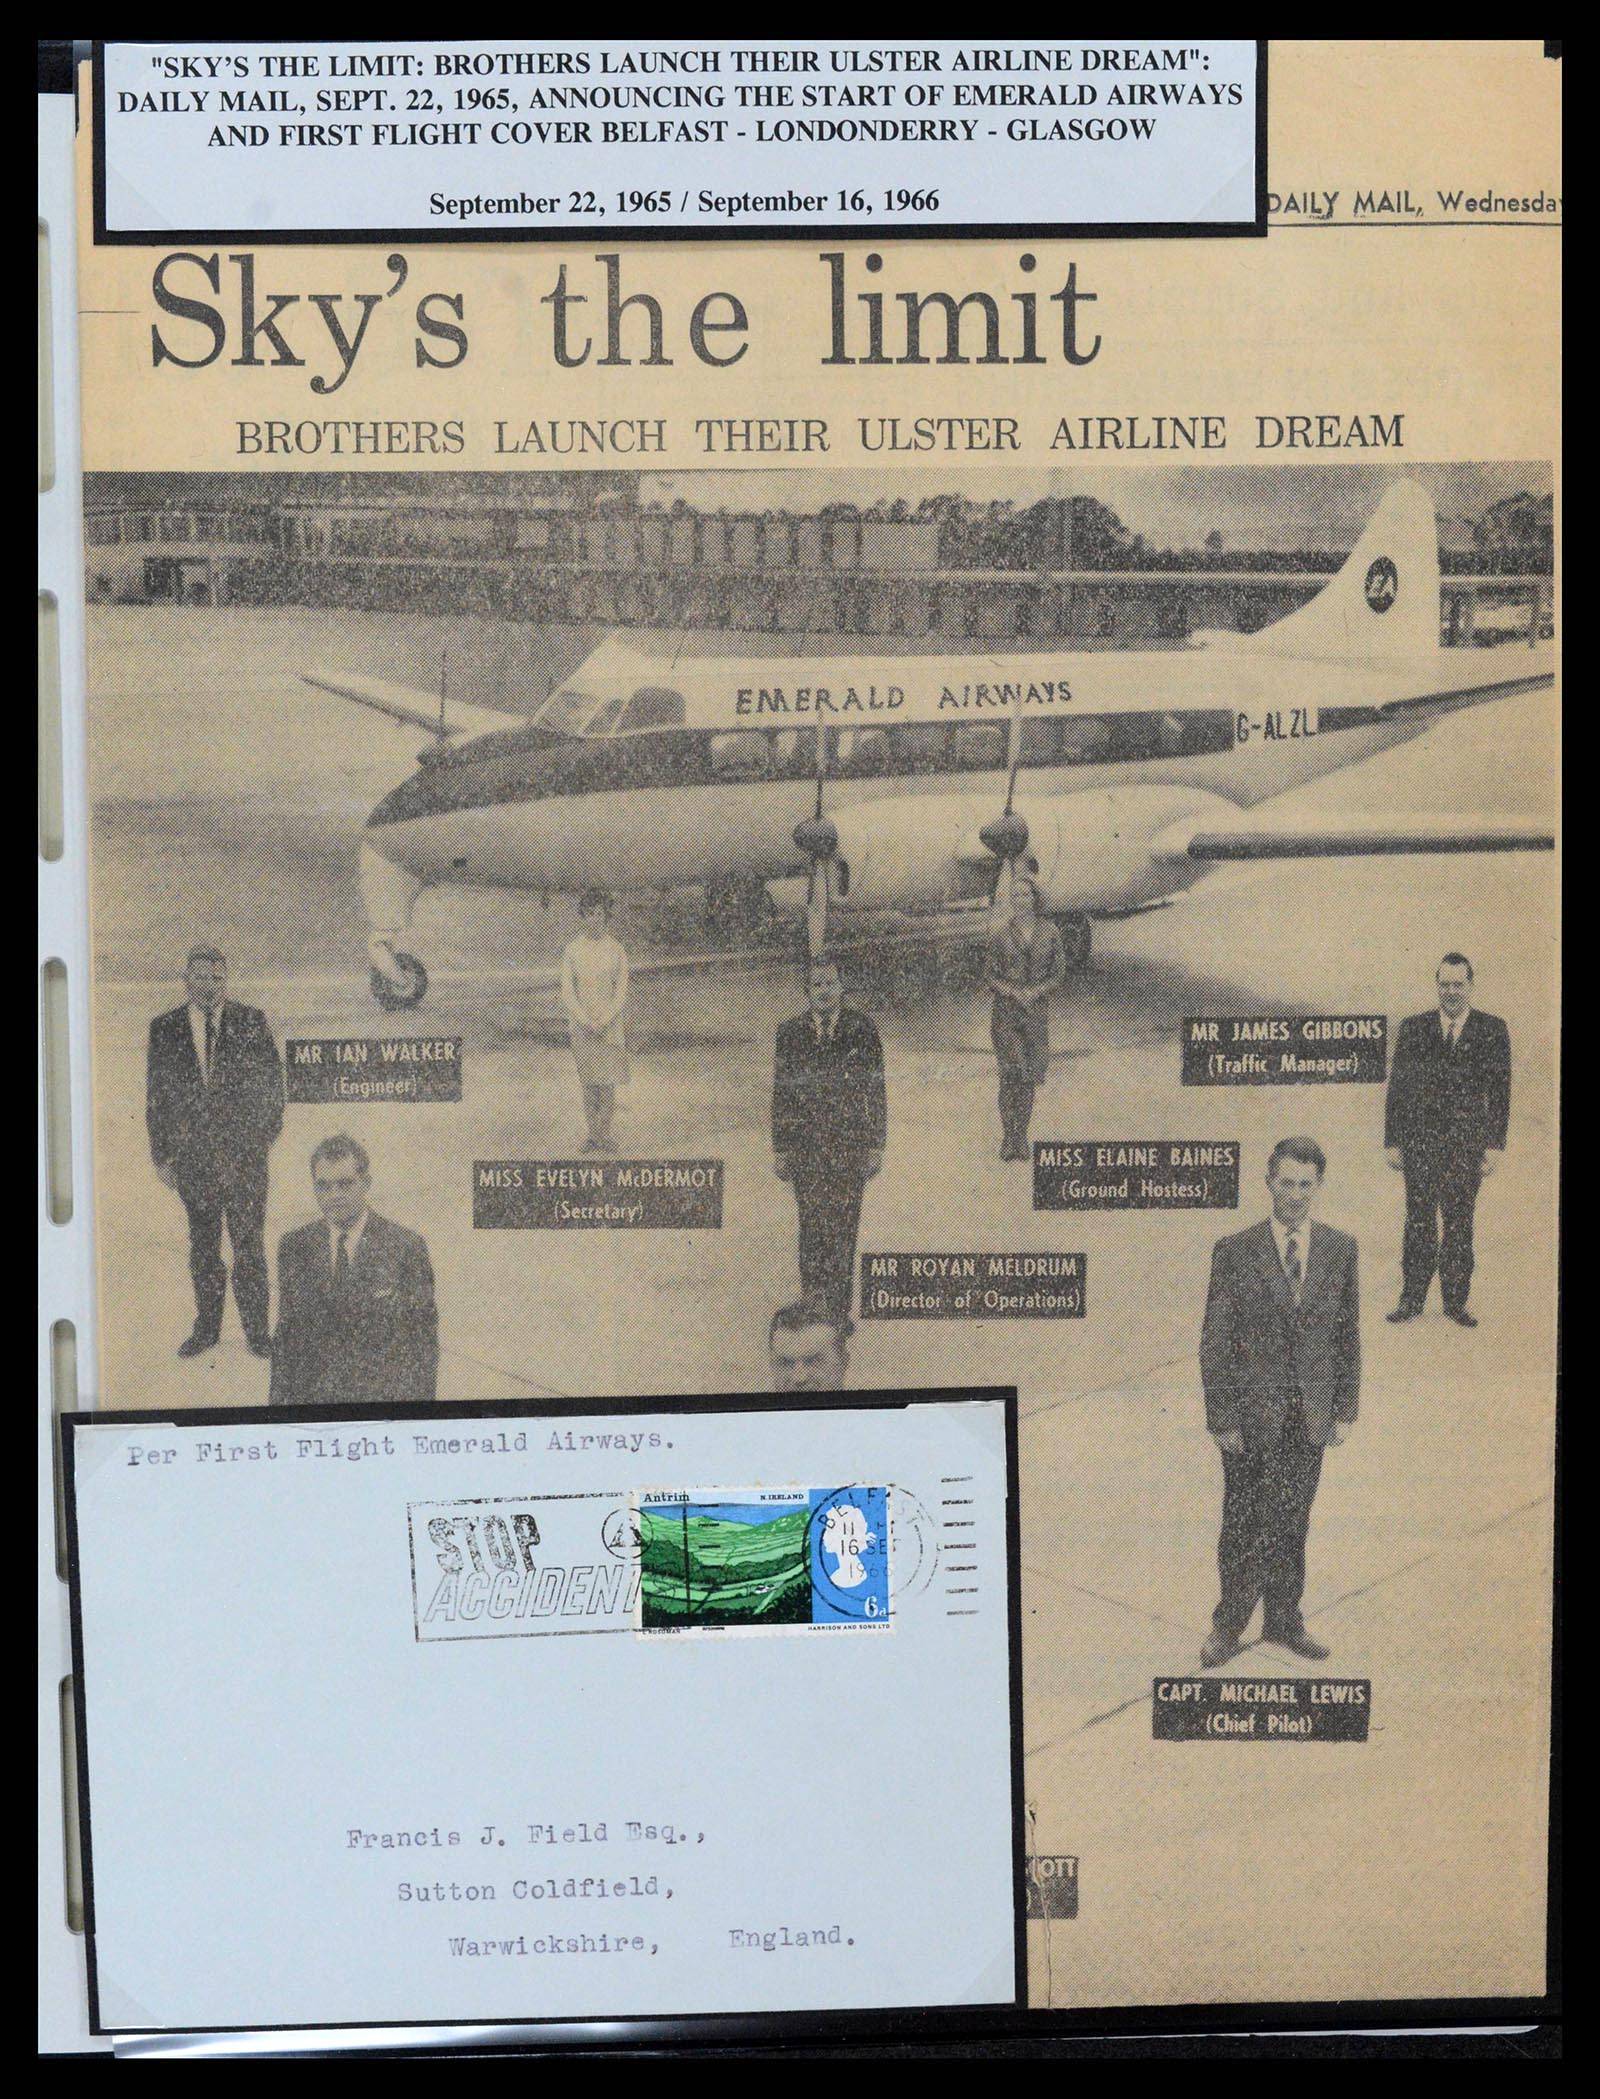 "SKY'S THE LIMIT: BROTHERS LAUNCH THEIR ULSTER AIRLINE DREAM":
DAILY MAIL, SEPT. 22, 1965, ANNOUNCING THE START OF EMERALD AIRWAYS
AND FIRST FLIGHT COVER BELFAST - LONDONDERRY - GLASGOW
September 22, 1965 / September 16, 1966
DAILY MAIL, Wednesday
Sky's the limit
BROTHERS LAUNCH THEIR ULSTER AIRLINE DREAM
EA
EMERALD AIRWAYS
G-ALZL
MR JAMES GIBBONS
(Traffic Manager)
MR IAN WALKER
(Engineer)
MISS ELAINE BAINES
(Ground Hostess)
MISS EVELYN McDERMOT
(Secretary)
MR ROYAN MELDRUM
(Director of Operations)
CAPT. MICHAEL LEWIS
(Chief Pilot)
OTT
Per First Flight Emerald Airways.
STOP
ACCIDENT
Antrim N. IRELAND
BELFAST
16 SEP
1966
6d
HARRISON AND SONS LTD
Francis J. Field Esq.,
Sutton Coldfield,
Warwickshire, England.